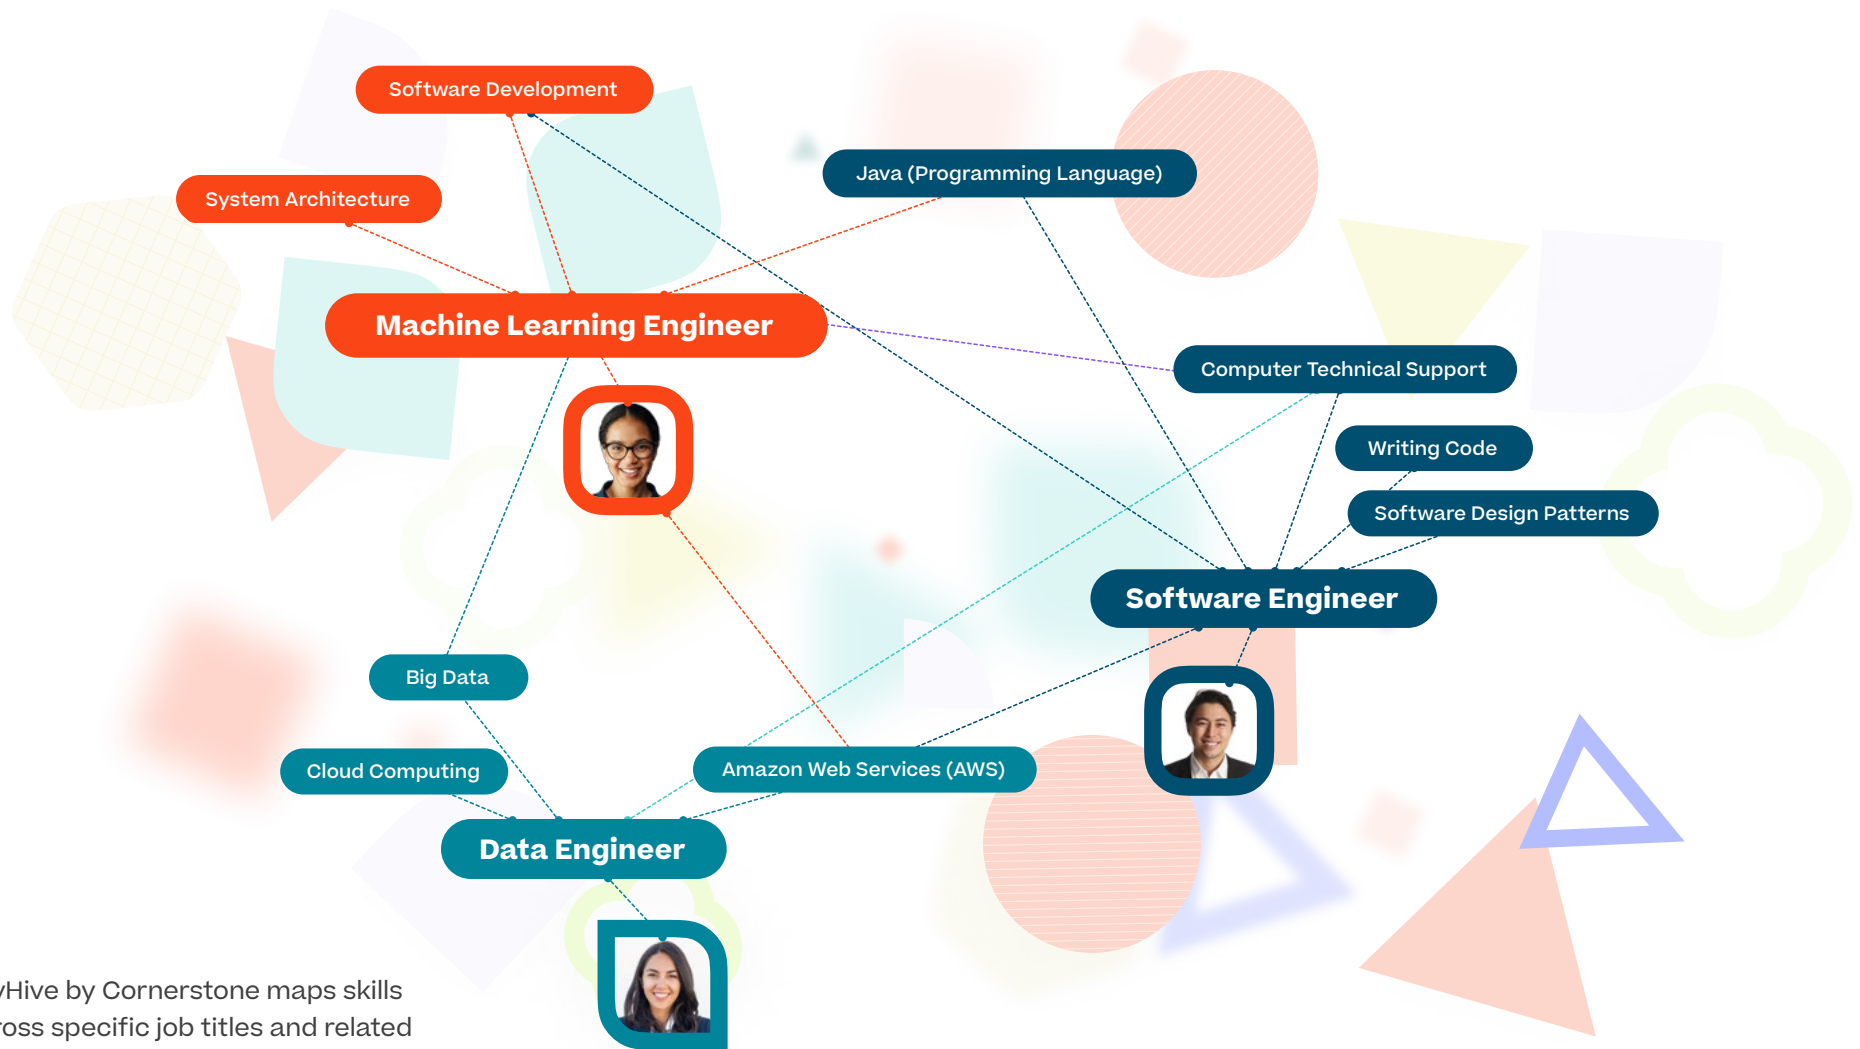 Software Development
Java (Programming Language)
System Architecture
Machine Learning Engineer
Computer Technical Support
Writing Code
Software Design Patterns
Software Engineer
Big Data
Cloud Computing
Amazon Web Services (AWS)
Data Engineer
by Cornerstone maps skills
specific job titles and related